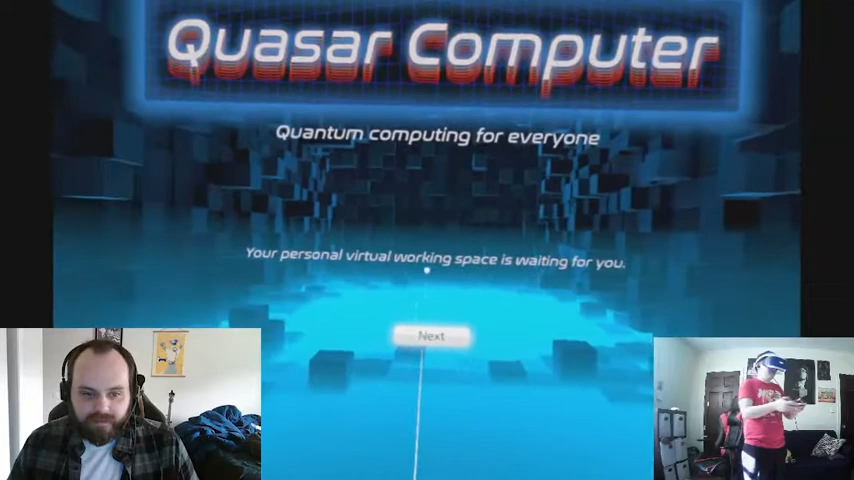 Quasar Computer
Quantum computing for everyone
Your personal virtual working space is waiting for you.
Next